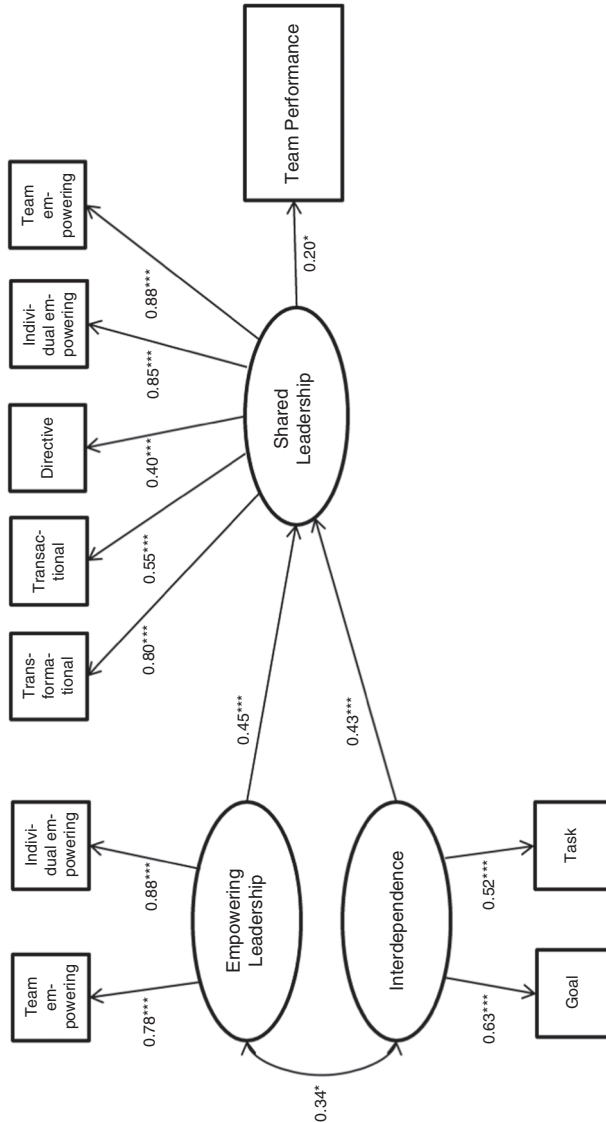 Team
em-
powering
Individ-
dual em-
powering
Trans-
forma-
tional
Transac-
tional
Directive
Individ-
dual em-
powering
Team
em-
powering
0.78***
0.88***
0.80***
0.55***
0.40***
0.85***
0.88***
Empowering
Leadership
0.45***
Shared
Leadership
0.20*
Team Performance
0.34*
Interdependence
0.43***
0.63***
0.52***
Goal
Task